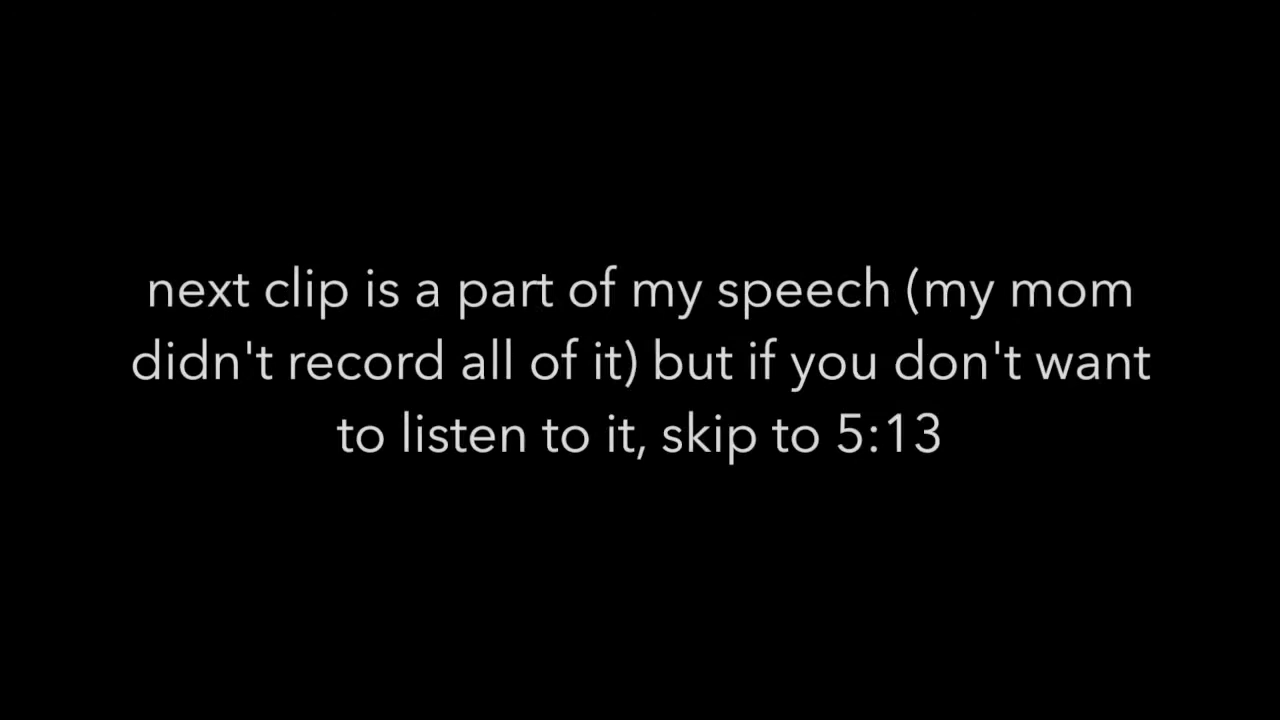 next clip is a part of my speech (my mom
didn't record all of it) but if you don't want
to listen to it, skip to 5:13